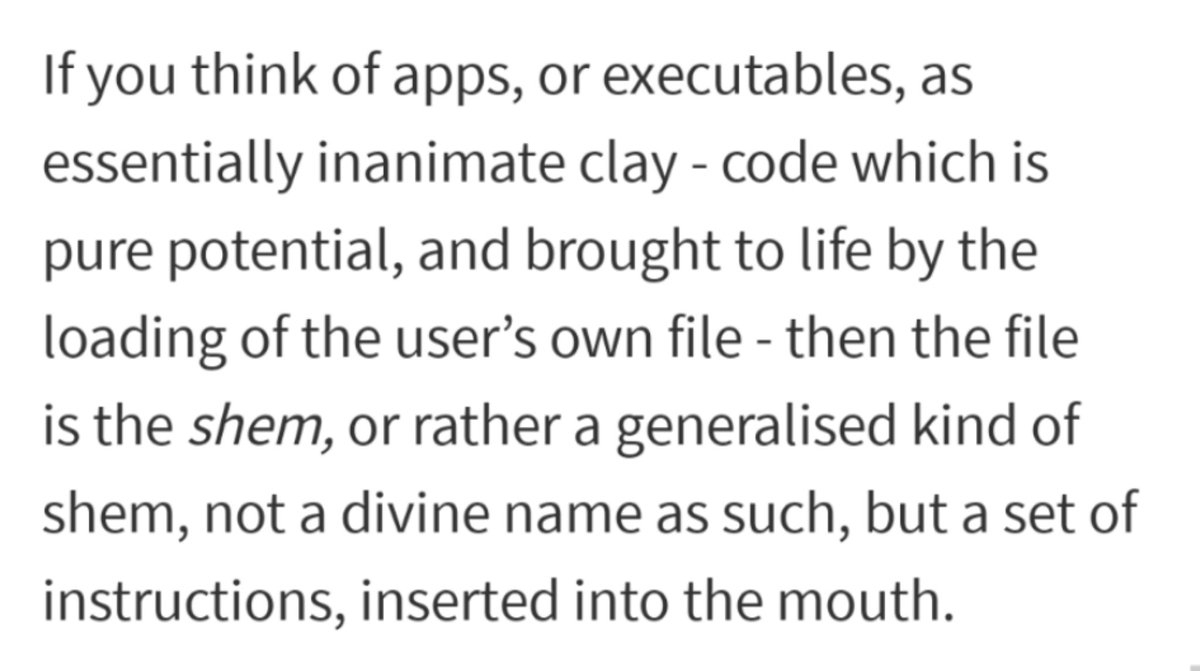 If you think of apps, or executables, as
essentially inanimate clay - code which is
pure potential, and brought to life by the
loading of the user’s own file - then the file
is the shem, or rather a generalised kind of
shem, not a divine name as such, but a set of
instructions, inserted into the mouth.